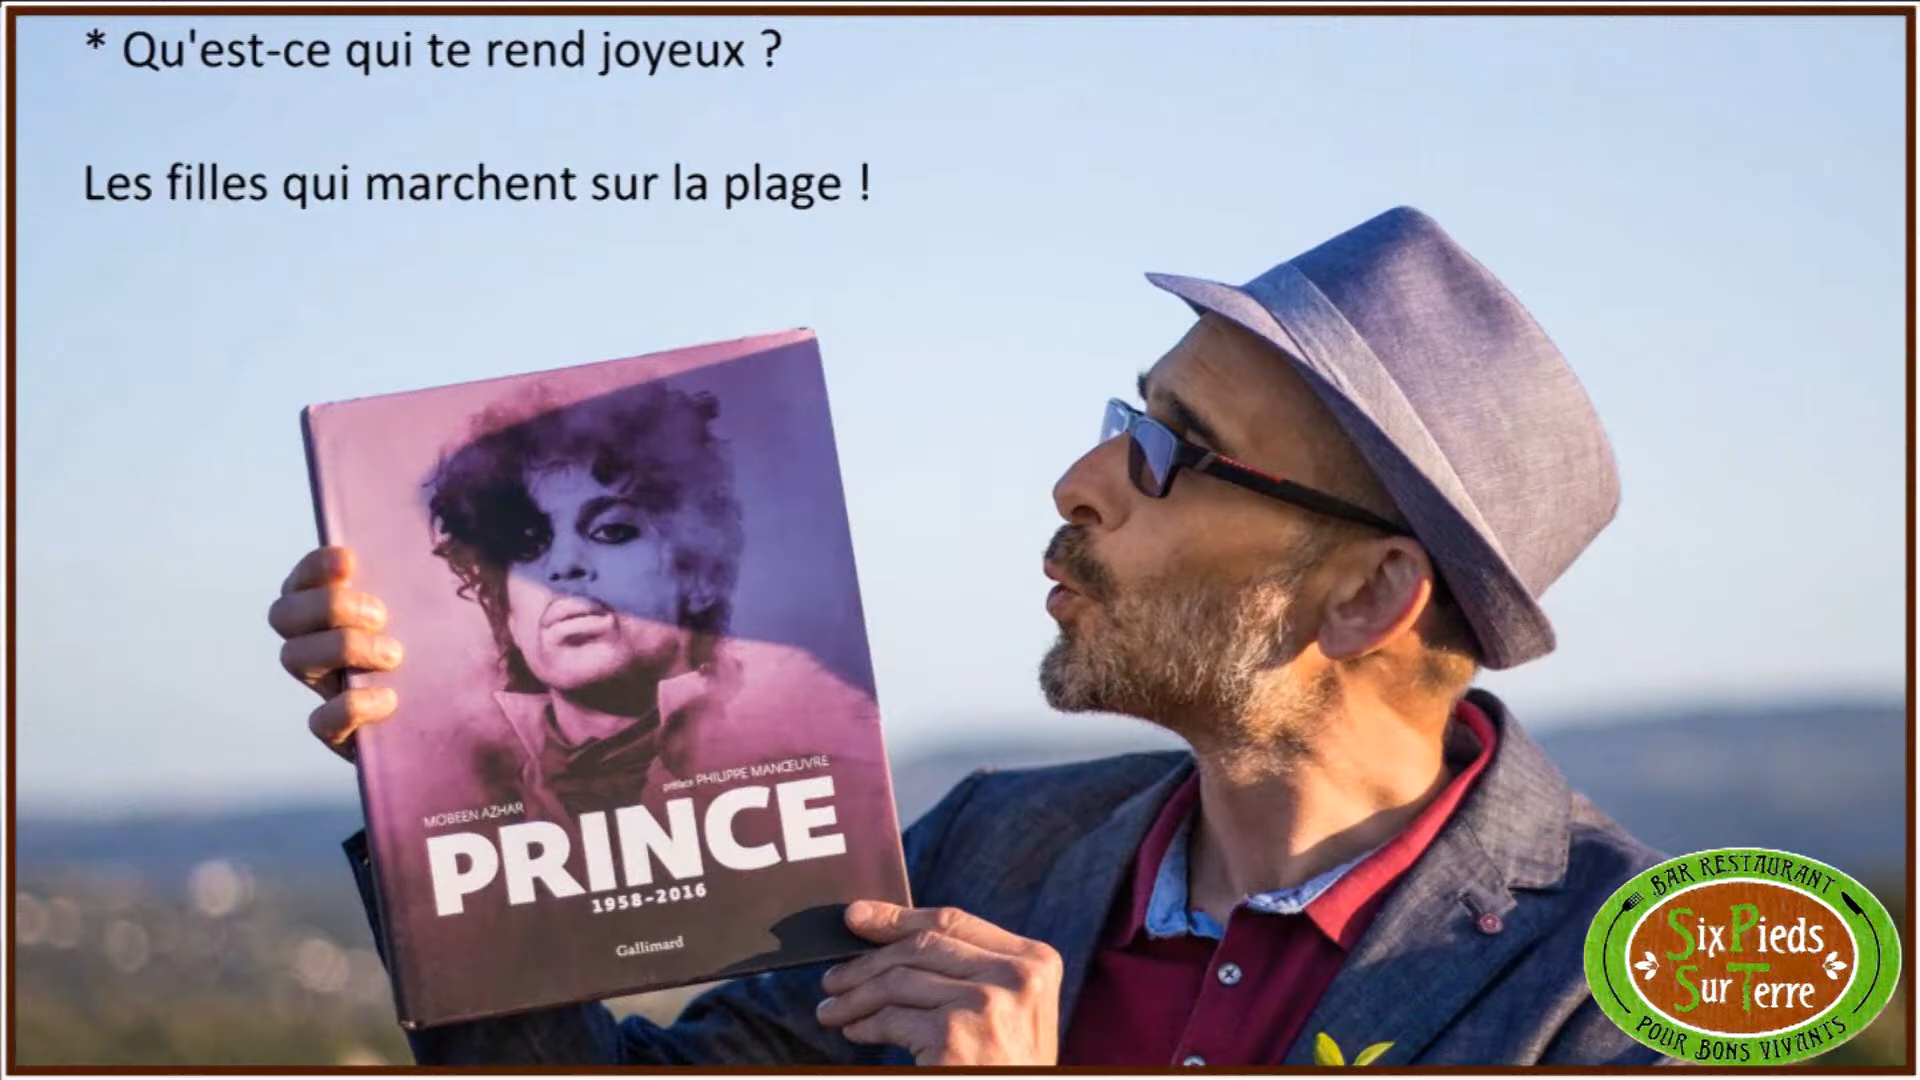 * Qu'est-ce qui te rend joyeux ?
Les filles qui marchent sur la plage !
MOBEEN AZHAR
préface PHILIPPE MANŒUVRE
PRINCE
1958-2016
Gallimard
BAR RESTAURANT
Six Pieds
Sur Terre
POUR BONS VIVANTS